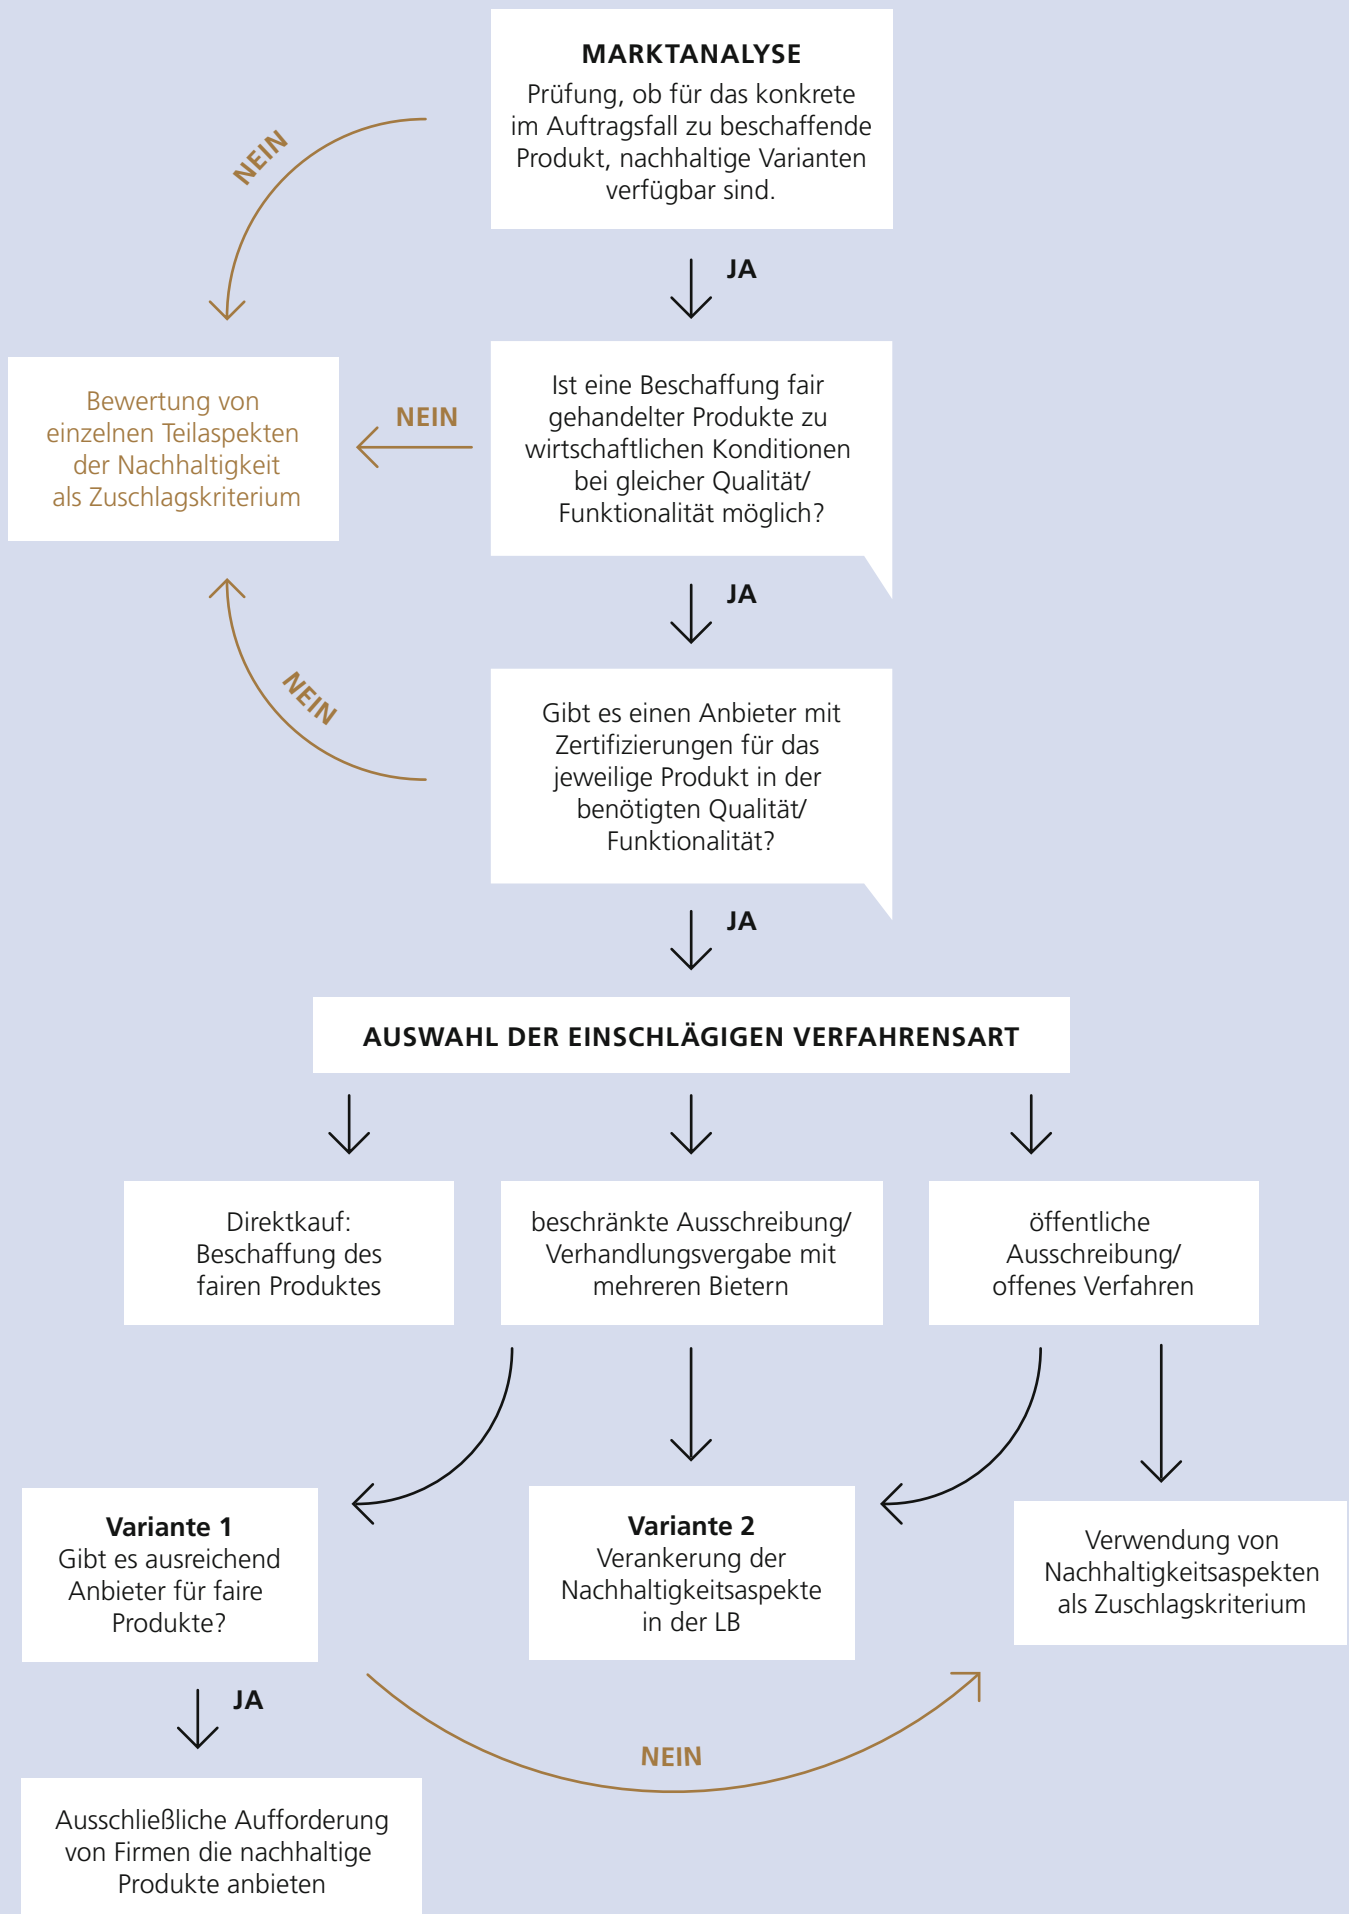 MARKTANALYSE
Prüfung, ob für das konkrete
im Auftragsfall zu beschaffende
Produkt, nachhaltige Varianten
verfügbar sind.
NEIN
JA
Bewertung von
einzelnen Teilaspekten
der Nachhaltigkeit
als Zuschlagskriterium
NEIN
Ist eine Beschaffung fair
gehandelter Produkte zu
wirtschaftlichen Konditionen
bei gleicher Qualität/
Funktionalität möglich?
JA
NEIN
Gibt es einen Anbieter mit
Zertifizierungen für das
jeweilige Produkt in der
benötigten Qualität/
Funktionalität?
JA
AUSWAHL DER EINSCHLÄGIGEN VERFAHRENSART
Direktkauf:
Beschaffung des
fairen Produktes
beschränkte Ausschreibung/
Verhandlungsvergabe mit
mehreren Bietern
öffentliche
Ausschreibung/
offenes Verfahren
Variante 1
Gibt es ausreichend
Anbieter für faire
Produkte?
Variante 2
Verankerung der
Nachhaltigkeitsaspekte
in der LB
Verwendung von
Nachhaltigkeitsaspekten
als Zuschlagskriterium
JA
NEIN
Ausschließliche Aufforderung
von Firmen die nachhaltige
Produkte anbieten